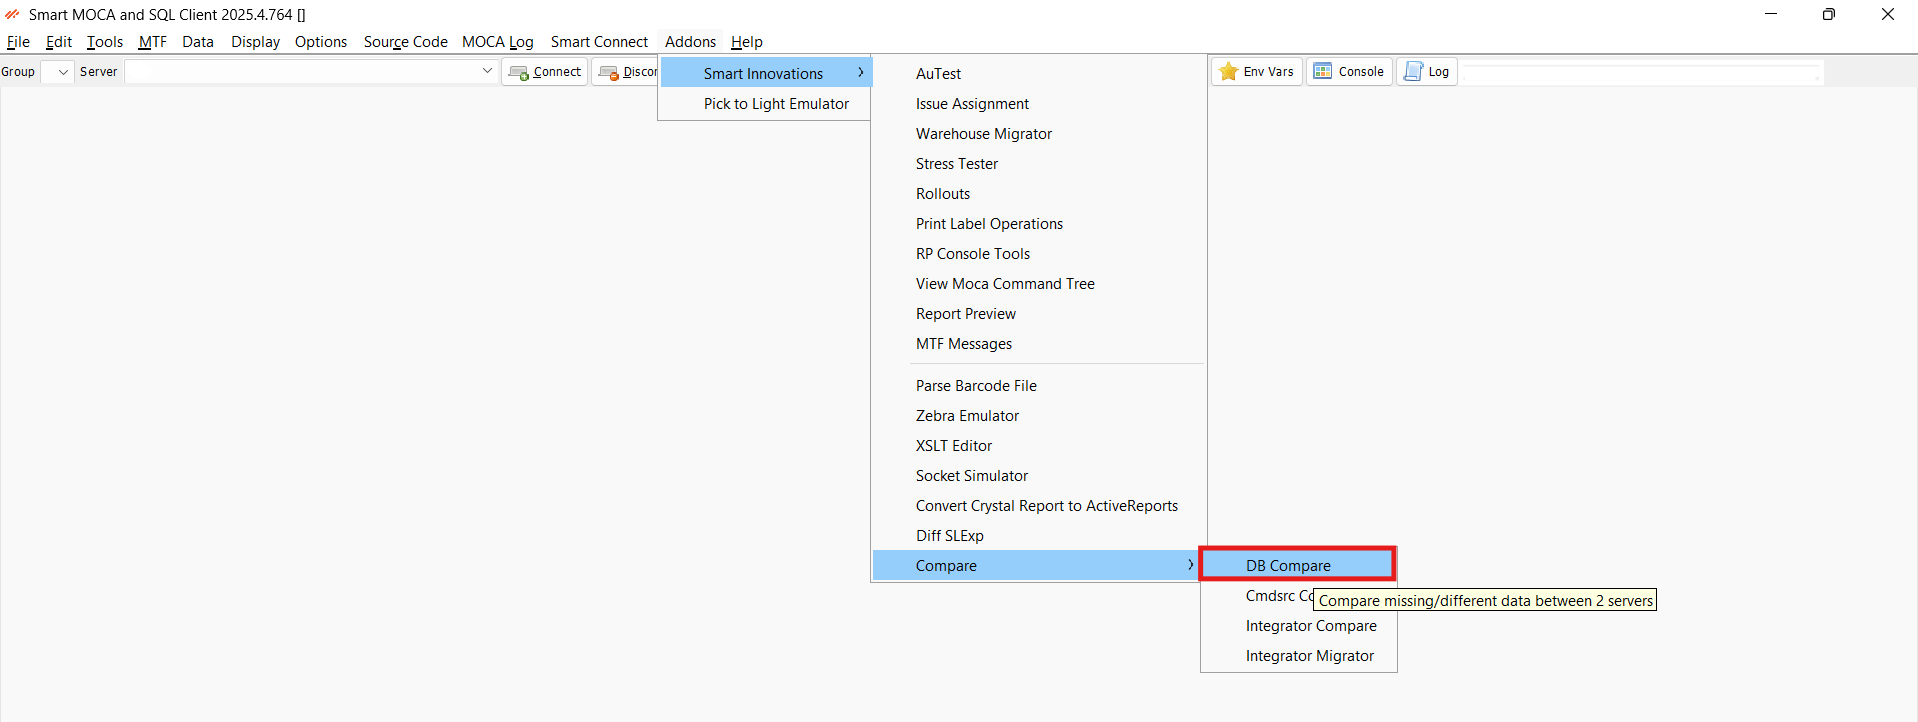 Smart MOCA and SQL Client 2025.4.764 []
File Edit Tools MTF Data Display Options Source Code MOCA Log Smart Connect Addons Help
Group Server Connect Env Vars Console Log
Smart Innovations
Pick to Light Emulator
AuTest
Issue Assignment
Warehouse Migrator
Stress Tester
Rollouts
Print Label Operations
RP Console Tools
View Moca Command Tree
Report Preview
MTF Messages
Parse Barcode File
Zebra Emulator
XSLT Editor
Socket Simulator
Convert Crystal Report to ActiveReports
Diff SLExp
Compare
DB Compare
Cmdsrc
Compare missing/different data between 2 servers
Integrator Compare
Integrator Migrator